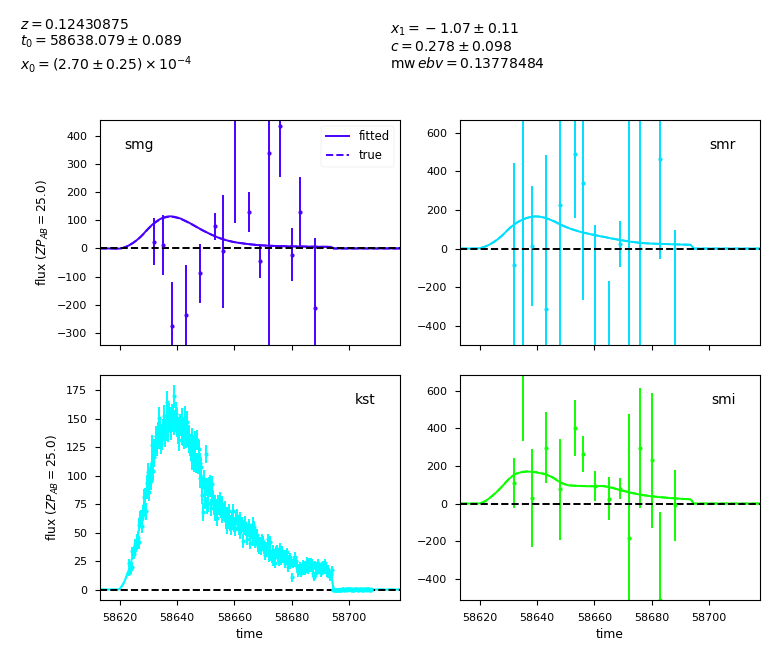 z = 0.12430875
t₀ = 58638.079 ± 0.089
x₀ = (2.70 ± 0.25) × 10⁻⁴
x₁ = −1.07 ± 0.11
c = 0.278 ± 0.098
mw ebv = 0.13778484
smg
fitted
true
flux (ZP_AB = 25.0)
400
300
200
100
0
−100
−200
−300
smr
600
400
200
0
−200
−400
kst
flux (ZP_AB = 25.0)
175
150
125
100
75
50
25
0
58620 58640 58660 58680 58700
time
smi
600
400
200
0
−200
−400
58620 58640 58660 58680 58700
time